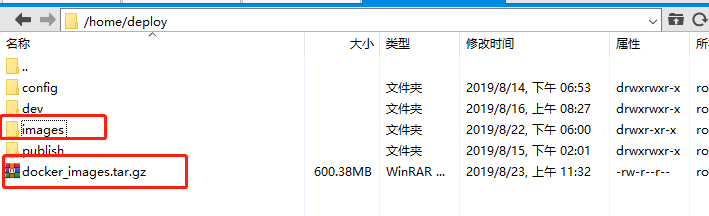 /home/deploy
名称 大小 类型 修改时间 属性
..
config 文件夹 2019/8/14, 下午 06:53 drwxrwxr-x ro
dev 文件夹 2019/8/16, 上午 08:27 drwxrwxr-x ro
images 文件夹 2019/8/22, 下午 06:00 drwxr-xr-x ro
publish 文件夹 2019/8/15, 下午 02:01 drwxrwxr-x ro
docker_images.tar.gz 600.38MB WinRAR ... 2019/8/23, 上午 11:32 -rw-r--r-- ro